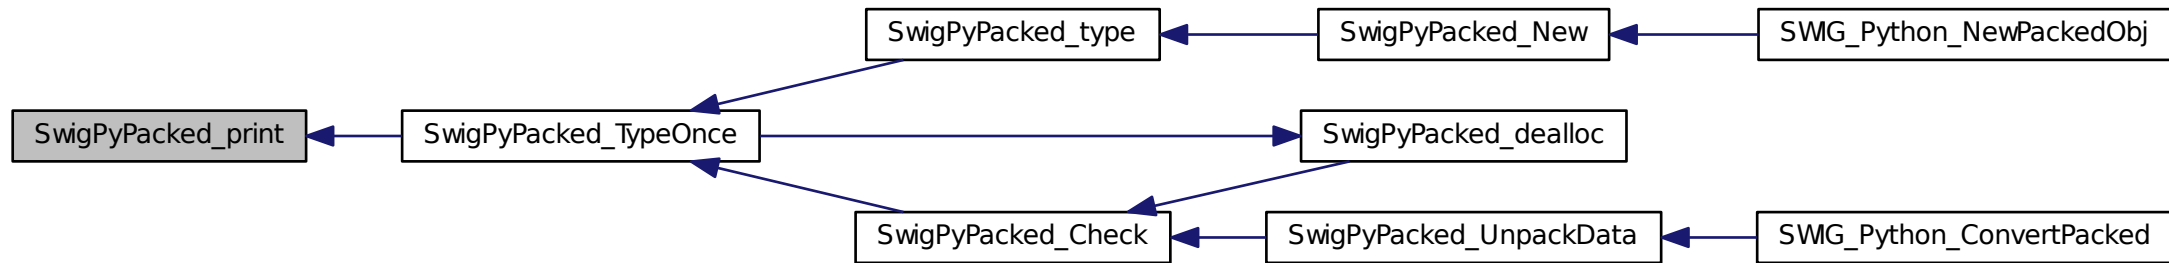 SwigPyPacked_type
SwigPyPacked_New
SWIG_Python_NewPackedObj
SwigPyPacked_print
SwigPyPacked_TypeOnce
SwigPyPacked_dealloc
SwigPyPacked_Check
SwigPyPacked_UnpackData
SWIG_Python_ConvertPacked